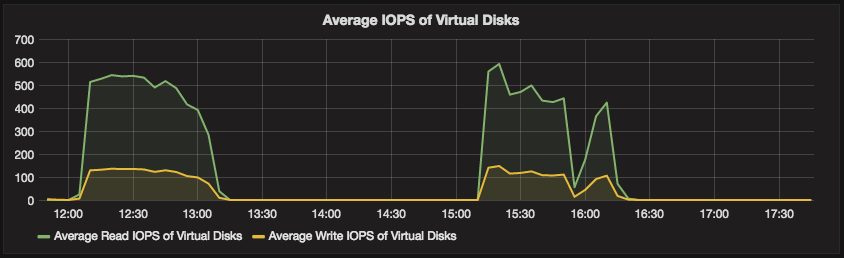 Average IOPS of Virtual Disks
700
600
500
400
300
200
100
0
12:00 12:30 13:00 13:30 14:00 14:30 15:00 15:30 16:00 16:30 17:00 17:30
Average Read IOPS of Virtual Disks Average Write IOPS of Virtual Disks